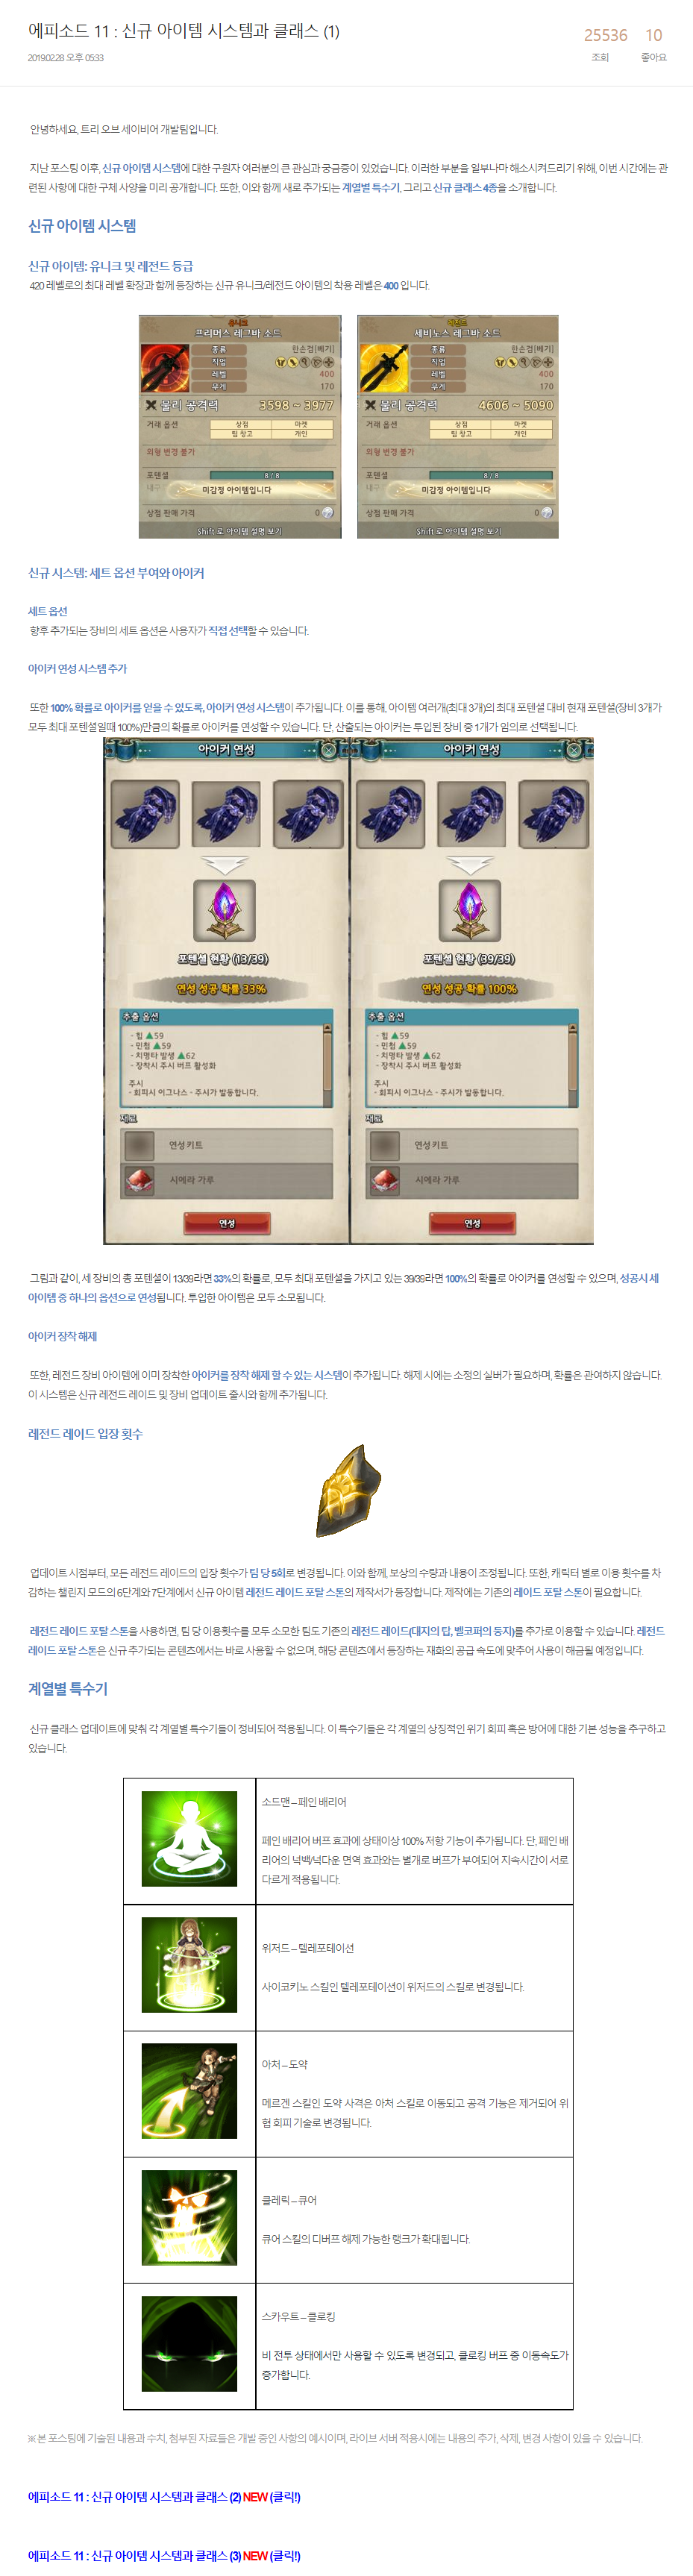 에피소드 11 : 신규 아이템 시스템과 클래스 (1)
25536 10
2019.02.28 오후 05:33
조회 좋아요
안녕하세요, 트리 오브 세이비어 개발팀입니다.
지난 포스팅 이후, 신규 아이템 시스템에 대한 구원자 여러분의 큰 관심과 궁금증이 있었습니다. 이러한 부분을 일부나마 해소시켜드리기 위해, 이번 시간에는 관
련된 사항에 대한 구체 사양을 미리 공개합니다. 또한, 이와 함께 새로 추가되는 계열별 특수기, 그리고 신규 클래스 4종을 소개합니다.
신규 아이템 시스템
신규 아이템: 유니크 및 레전드 등급
420 레벨로의 최대 레벨 확장과 함께 등장하는 신규 유니크/레전드 아이템의 착용 레벨은 400 입니다.
유니크
프리머스 레그바 소드
종류 한손검[베기]
직업
레벨 400
무게 170
물리 공격력 3598 ~ 3977
거래 옵션 상점 마켓
팀 창고 개인
외형 변경 불가
포텐셜 8 / 8
내구
미감정 아이템입니다
상점 판매 가격 0
Shift 로 아이템 설명 보기
레전드
세비노스 레그바 소드
종류 한손검[베기]
직업
레벨 400
무게 170
물리 공격력 4606 ~ 5090
거래 옵션 상점 마켓
팀 창고 개인
외형 변경 불가
포텐셜 8 / 8
내구
미감정 아이템입니다
상점 판매 가격 0
Shift 로 아이템 설명 보기
신규 시스템: 세트 옵션 부여와 아이커
세트 옵션
향후 추가되는 장비의 세트 옵션은 사용자가 직접 선택할 수 있습니다.
아이커 연성 시스템 추가
또한 100% 확률로 아이커를 얻을 수 있도록, 아이커 연성 시스템이 추가됩니다. 이를 통해, 아이템 여러개(최대 3개)의 최대 포텐셜 대비 현재 포텐셜(장비 3개가
모두 최대 포텐셜일때 100%)만큼의 확률로 아이커를 연성할 수 있습니다. 단, 산출되는 아이커는 투입된 장비 중 1개가 임의로 선택됩니다.
아이커 연성
포텐셜 현황 (13/39)
연성 성공 확률 33%
추출 옵션
- 힘 ▲59
- 민첩 ▲59
- 치명타 발생 ▲62
- 장착시 주시 버프 활성화
주시
- 회피시 이그나스 - 주시가 발동합니다.
재료
연성키트
시에라 가루
연성
아이커 연성
포텐셜 현황 (39/39)
연성 성공 확률 100%
추출 옵션
- 힘 ▲59
- 민첩 ▲59
- 치명타 발생 ▲62
- 장착시 주시 버프 활성화
주시
- 회피시 이그나스 - 주시가 발동합니다.
재료
연성키트
시에라 가루
연성
그림과 같이, 세 장비의 총 포텐셜이 13/39라면 33%의 확률로, 모두 최대 포텐셜을 가지고 있는 39/39라면 100%의 확률로 아이커를 연성할 수 있으며, 성공시 세
아이템 중 하나의 옵션으로 연성됩니다. 투입한 아이템은 모두 소모됩니다.
아이커 장착 해제
또한, 레전드 장비 아이템에 이미 장착한 아이커를 장착 해제 할 수 있는 시스템이 추가됩니다. 해제 시에는 소정의 실버가 필요하며, 확률은 관여하지 않습니다.
이 시스템은 신규 레전드 레이드 및 장비 업데이트 출시와 함께 추가됩니다.
레전드 레이드 입장 횟수
업데이트 시점부터, 모든 레전드 레이드의 입장 횟수가 팀 당 5회로 변경됩니다. 이와 함께, 보상의 수량과 내용이 조정됩니다. 또한, 캐릭터 별로 이용 횟수를 차
감하는 챌린지 모드의 6단계와 7단계에서 신규 아이템 레전드 레이드 포탈 스톤의 제작서가 등장합니다. 제작에는 기존의 레이드 포탈 스톤이 필요합니다.
레전드 레이드 포탈 스톤을 사용하면, 팀 당 이용횟수를 모두 소모한 팀도 기존의 레전드 레이드(대지의 탑, 벨코퍼의 둥지)를 추가로 이용할 수 있습니다. 레전드
레이드 포탈 스톤은 신규 추가되는 콘텐츠에서는 바로 사용할 수 없으며, 해당 콘텐츠에서 등장하는 재화의 공급 속도에 맞추어 사용이 해금될 예정입니다.
계열별 특수기
신규 클래스 업데이트에 맞춰 각 계열별 특수기들이 정비되어 적용됩니다. 이 특수기들은 각 계열의 상징적인 위기 회피 혹은 방어에 대한 기본 성능을 추구하고
있습니다.
소드맨 – 페인 배리어
페인 배리어 버프 효과에 상태이상 100% 저항 기능이 추가됩니다. 단, 페인 배
리어의 넉백/넉다운 면역 효과와는 별개로 버프가 부여되어 지속시간이 서로
다르게 적용됩니다.
위저드 – 텔레포테이션
사이코키노 스킬인 텔레포테이션이 위저드의 스킬로 변경됩니다.
아처 – 도약
메르겐 스킬인 도약 사격은 아처 스킬로 이동되고 공격 기능은 제거되어 위
협 회피 기술로 변경됩니다.
클레릭 – 큐어
큐어 스킬의 디버프 해제 가능한 랭크가 확대됩니다.
스카우트 – 클로킹
비 전투 상태에서만 사용할 수 있도록 변경되고, 클로킹 버프 중 이동속도가
증가합니다.
※ 본 포스팅에 기술된 내용과 수치, 첨부된 자료들은 개발 중인 사항의 예시이며, 라이브 서버 적용시에는 내용의 추가, 삭제, 변경 사항이 있을 수 있습니다.
에피소드 11 : 신규 아이템 시스템과 클래스 (2) NEW (클릭!)
에피소드 11 : 신규 아이템 시스템과 클래스 (3) NEW (클릭!)